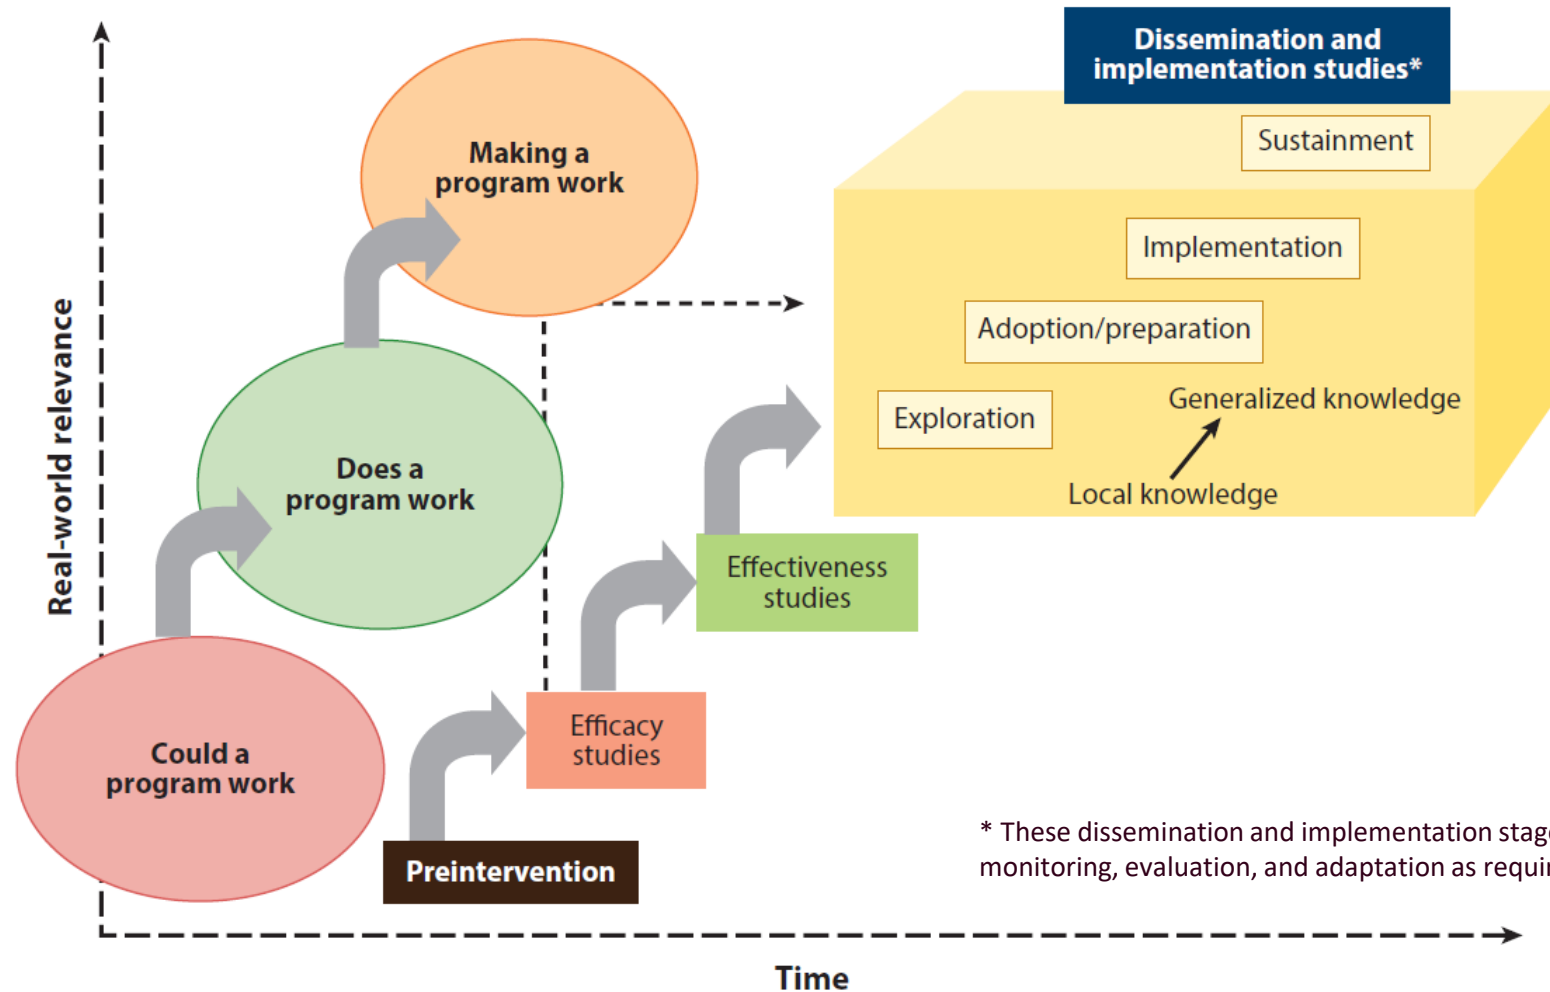 Dissemination and
implementation studies*
Sustainment
Making a
program work
Implementation
Adoption/preparation
Generalized knowledge
Exploration
Local knowledge
Real-world relevance
Does a
program work
Effectiveness
studies
Efficacy
studies
Could a
program work
Preintervention
* These dissemination and implementation
monitoring, evaluation, and adaptation as
Time